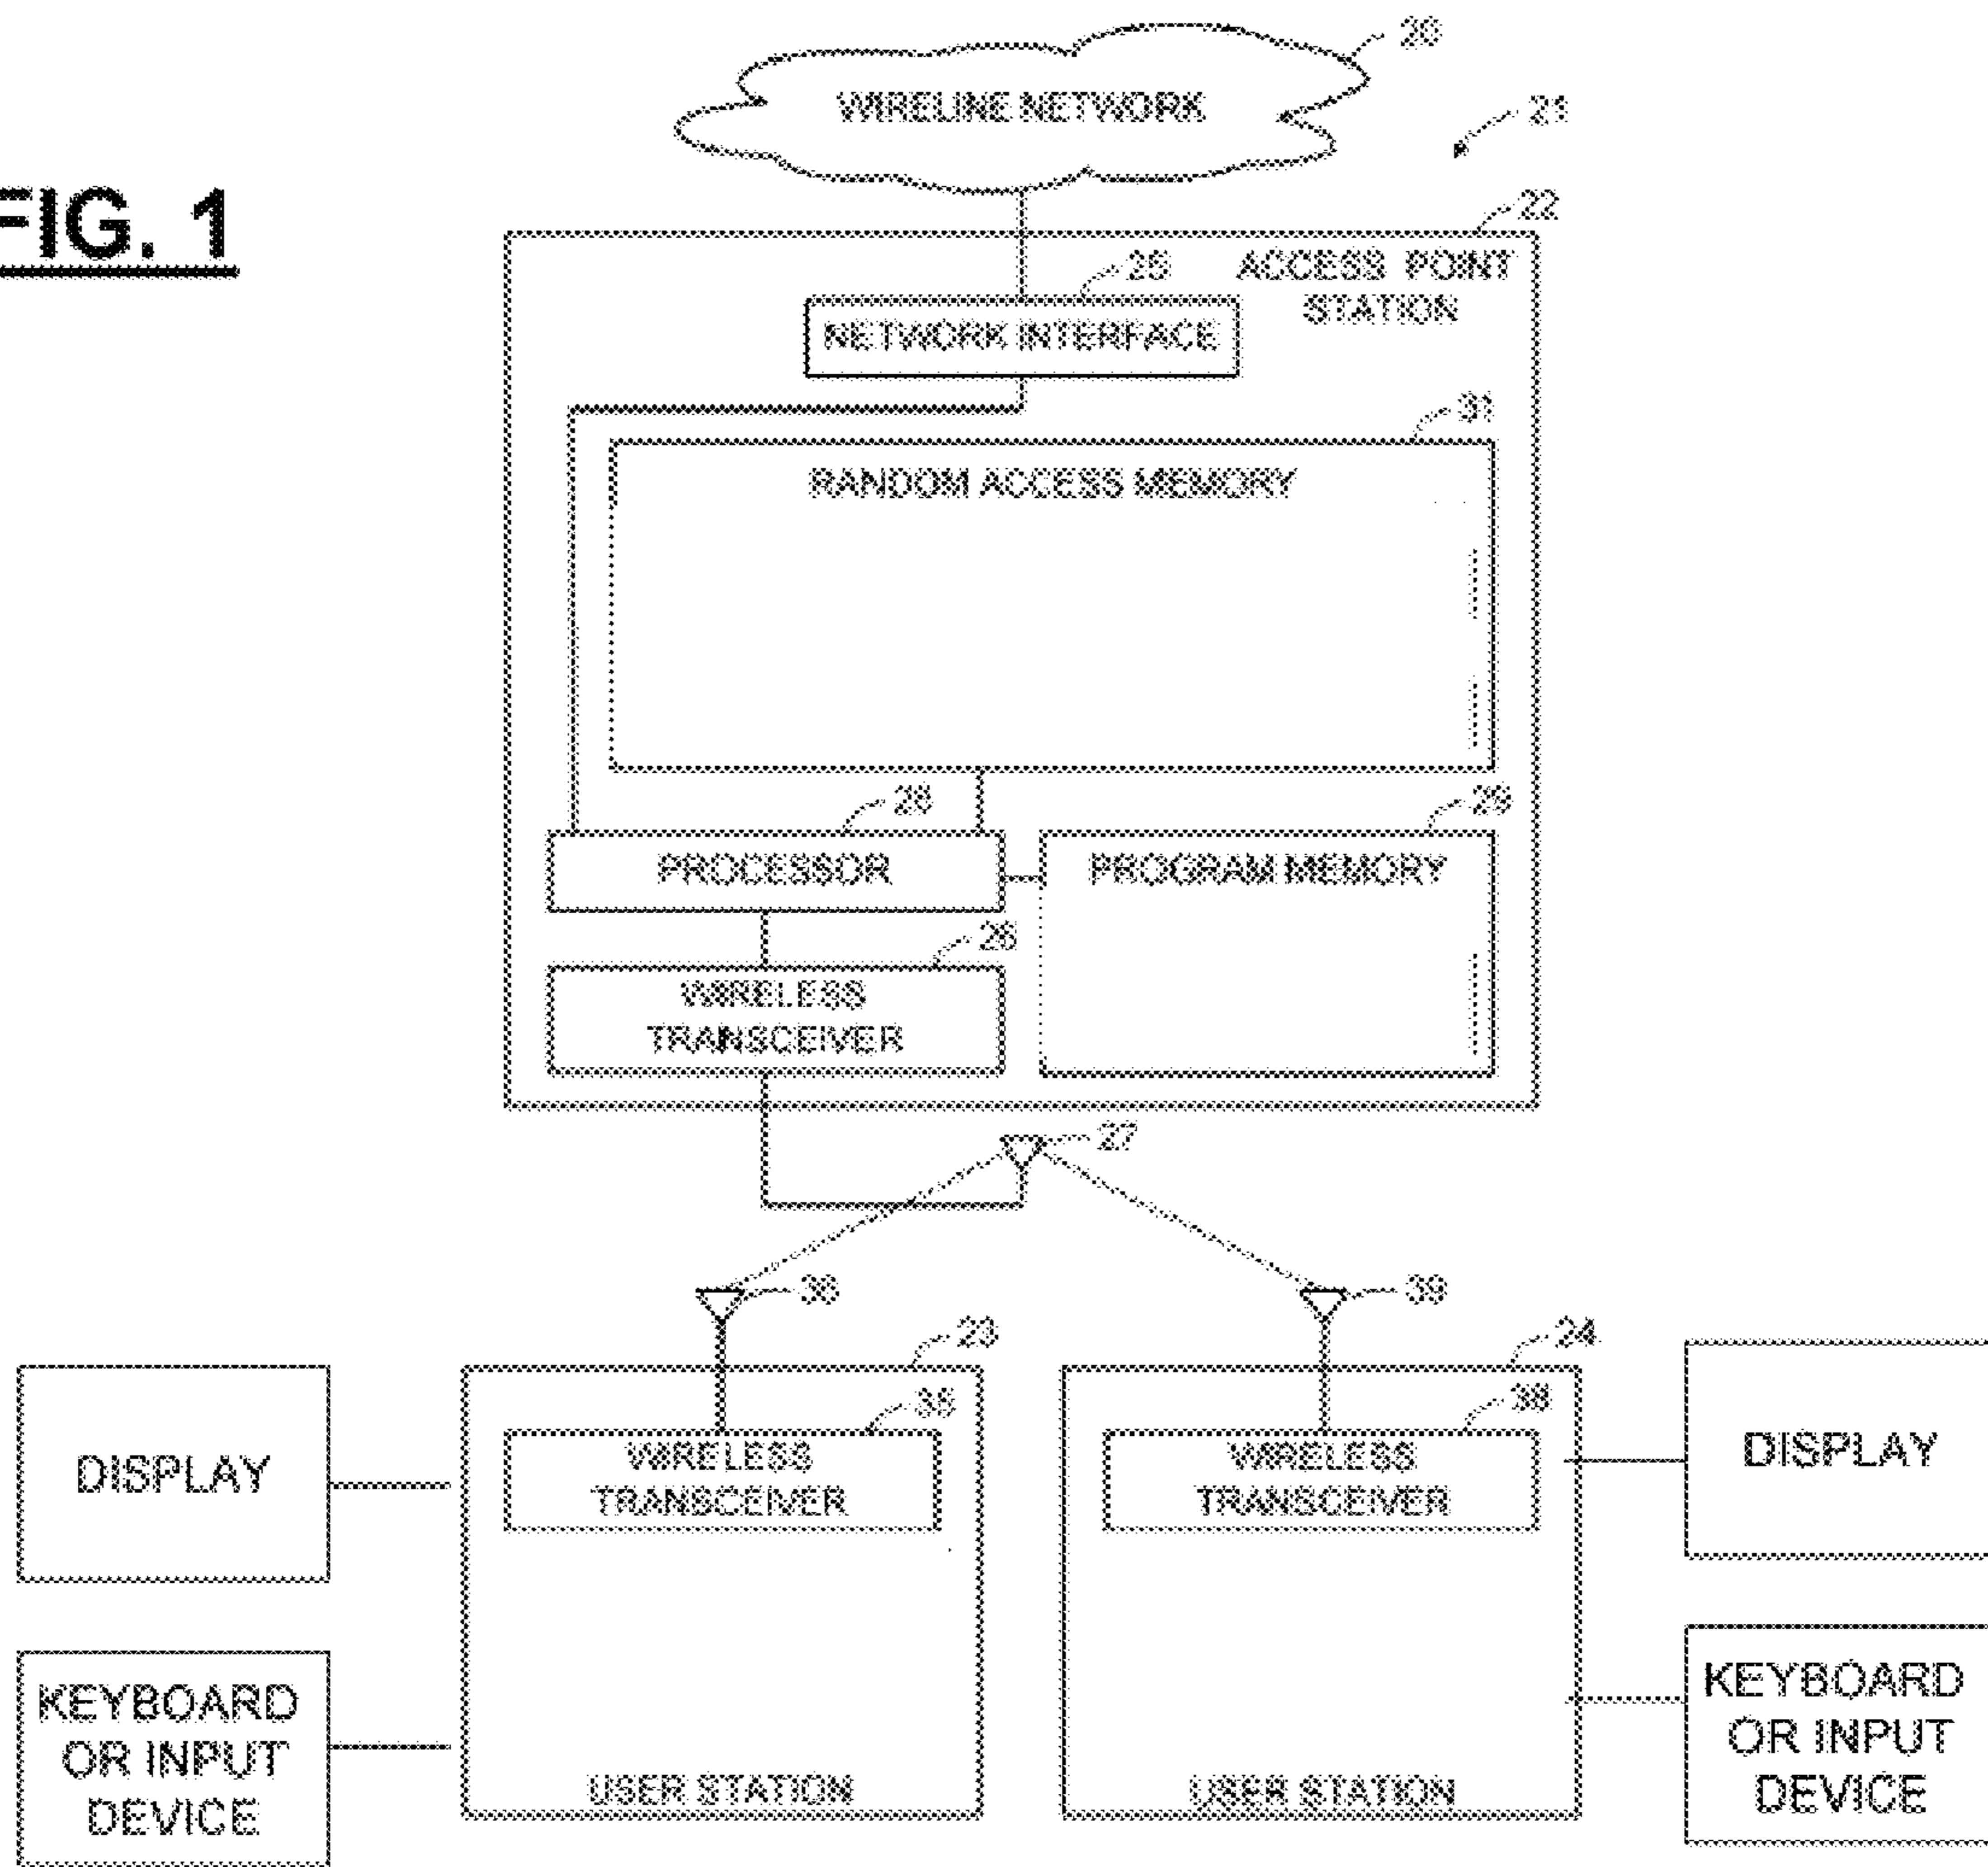 FIG. 1
20
WIRELINE NETWORK
21
22
ACCESS POINT
STATION
25
NETWORK INTERFACE
31
RANDOM ACCESS MEMORY
28
PROCESSOR
29
PROGRAM MEMORY
26
WIRELESS
TRANSCEIVER
27
36
39
23
24
35
38
WIRELESS
TRANSCEIVER
WIRELESS
TRANSCEIVER
DISPLAY
DISPLAY
KEYBOARD
OR INPUT
DEVICE
USER STATION
USER STATION
KEYBOARD
OR INPUT
DEVICE